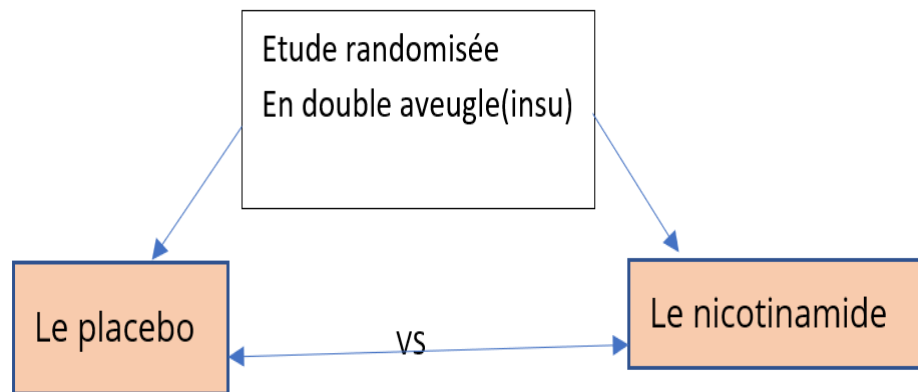 Etude randomisée
En double aveugle(insu)
Le placebo
vs
Le nicotinamide